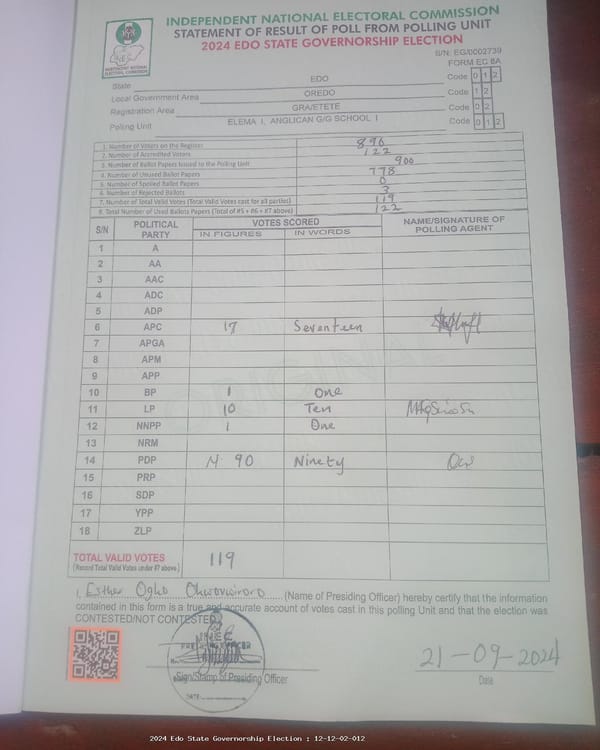 INDEPENDENT NATIONAL ELECTORAL COMMISSION
STATEMENT OF RESULT OF POLL FROM POLLING UNIT
2024 EDO STATE GOVERNORSHIP ELECTION
S/N: EG/0002739
FORM EC 8A
INEC
INDEPENDENT NATIONAL ELECTORAL COMMISSION
State EDO Code 0 1 2
Local Government Area OREDO Code 1 2
Registration Area GRA/ETETE Code 0 2
Polling Unit ELEMA I, ANGLICAN G/G SCHOOL I Code 0 1 2
1. Number of Voters on the Register 896
2. Number of Accredited Voters 122
3. Number of Ballot Papers Issued to the Polling Unit 900
4. Number of Unused Ballot Papers 778
5. Number of Spoiled Ballot Papers 0
6. Number of Rejected Ballots 3
7. Number of Total Valid Votes (Total Valid Votes cast for all parties) 119
8. Total Number of Used Ballots Papers (Total of #5 + #6 + #7 above) 122
S/N POLITICAL PARTY VOTES SCORED NAME/SIGNATURE OF POLLING AGENT
IN FIGURES IN WORDS
1 A
2 AA
3 AAC
4 ADC
5 ADP
6 APC 17 Seventeen
7 APGA
8 APM
9 APP
10 BP 1 One
11 LP 10 Ten
12 NNPP 1 One
13 NRM
14 PDP 90 Ninety
15 PRP
16 SDP
17 YPP
18 ZLP
TOTAL VALID VOTES 119
(Record Total Valid Votes under #7 above)
I, Esther Ogho (Name of Presiding Officer) hereby certify that the information
contained in this form is a true and accurate account of votes cast in this polling Unit and that the election was
CONTESTED/NOT CONTESTED
INEC
PRESIDING OFFICER
Sign/Stamp of Presiding Officer
DATE
21-09-2024
Date
2024 Edo State Governorship Election : 12-12-02-012